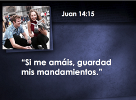 Juan 14:15
“Si me amáis, guardad
mis mandamientos.”